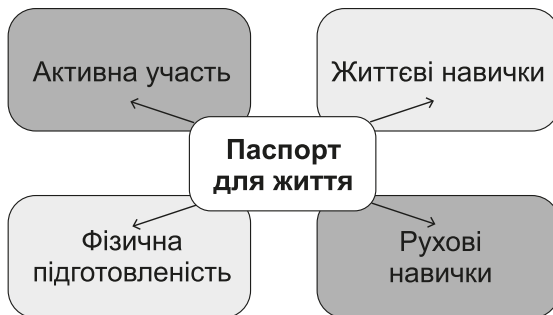 Активна участь
Життєві навички
Паспорт
для життя
Фізична
підготовленість
Рухові
навички